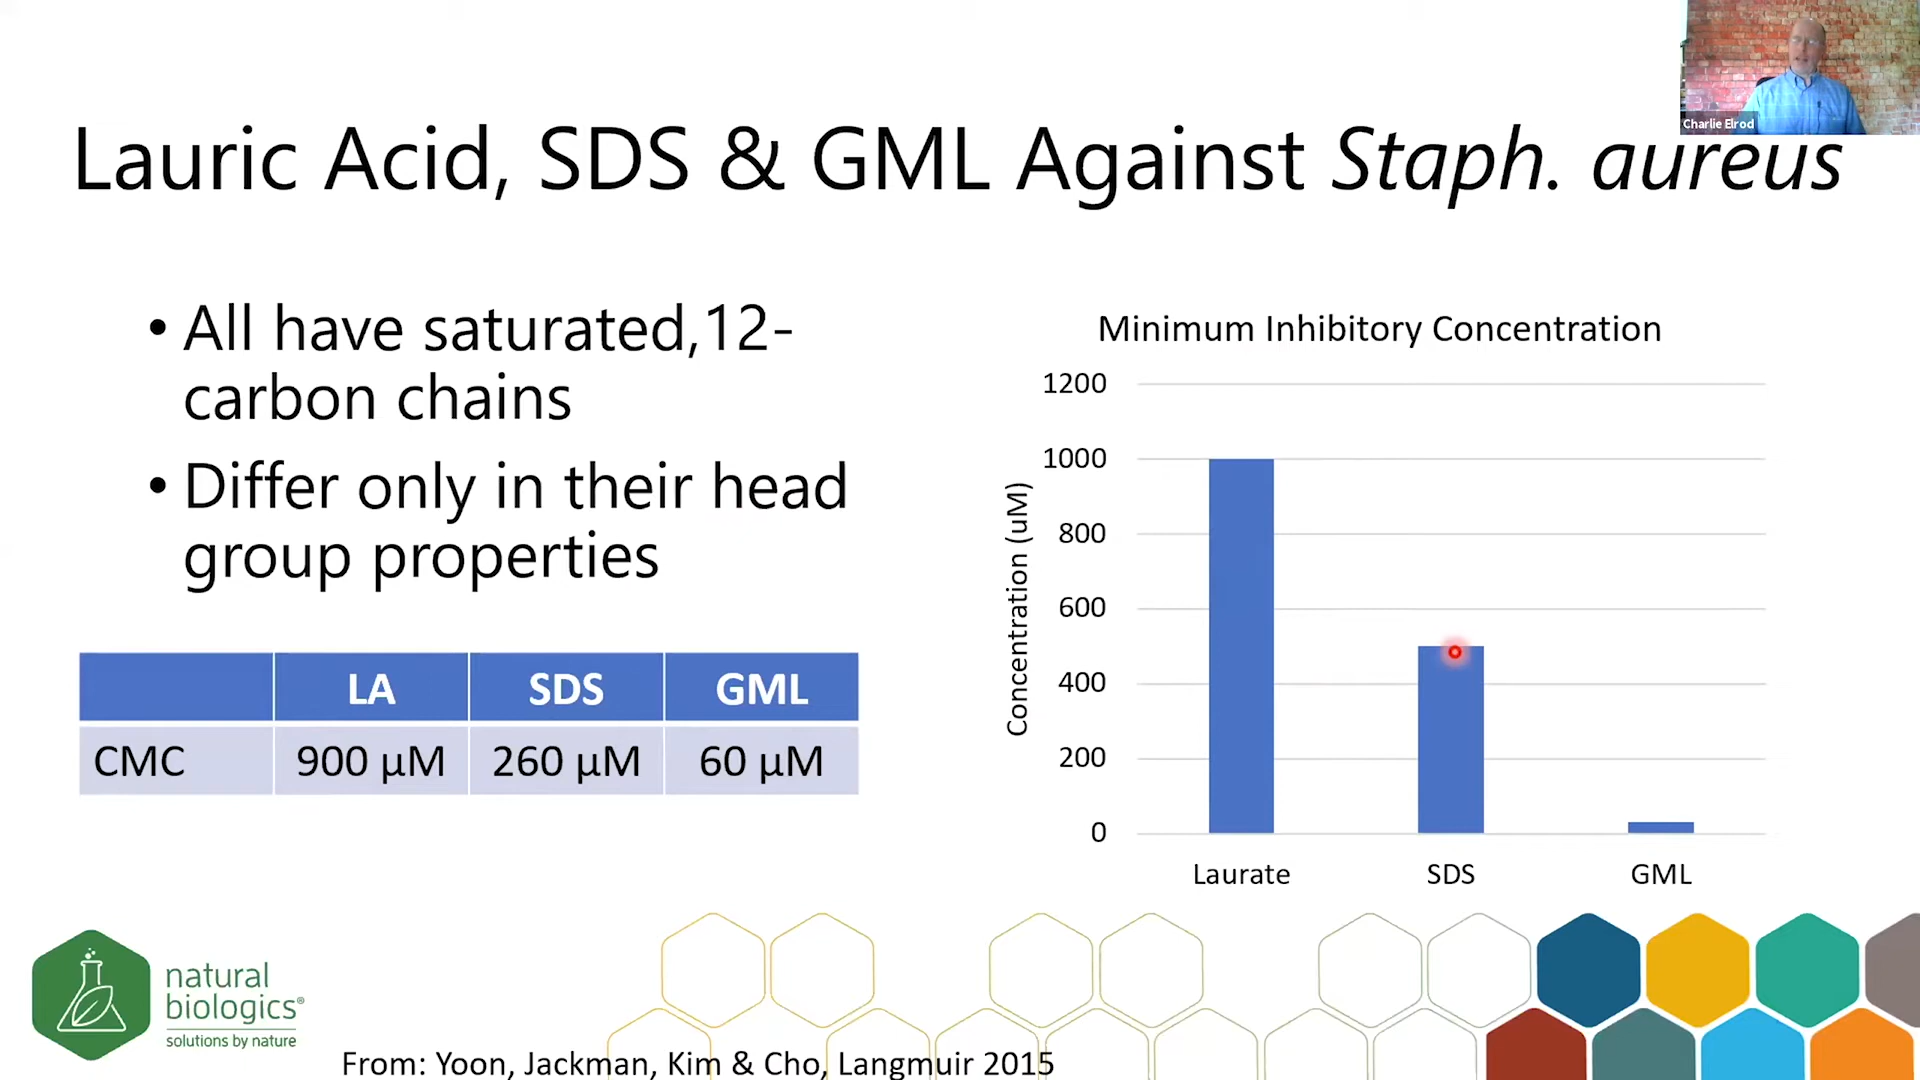 Charlie Elrod
Lauric Acid, SDS & GML Against Staph. aureus
• All have saturated,12-
carbon chains
• Differ only in their head
group properties
LA SDS GML
CMC 900 µM 260 µM 60 µM
Minimum Inhibitory Concentration
Concentration (uM)
1200
1000
800
600
400
200
0
Laurate SDS GML
natural
biologics®
solutions by nature
From: Yoon, Jackman, Kim & Cho, Langmuir 2015